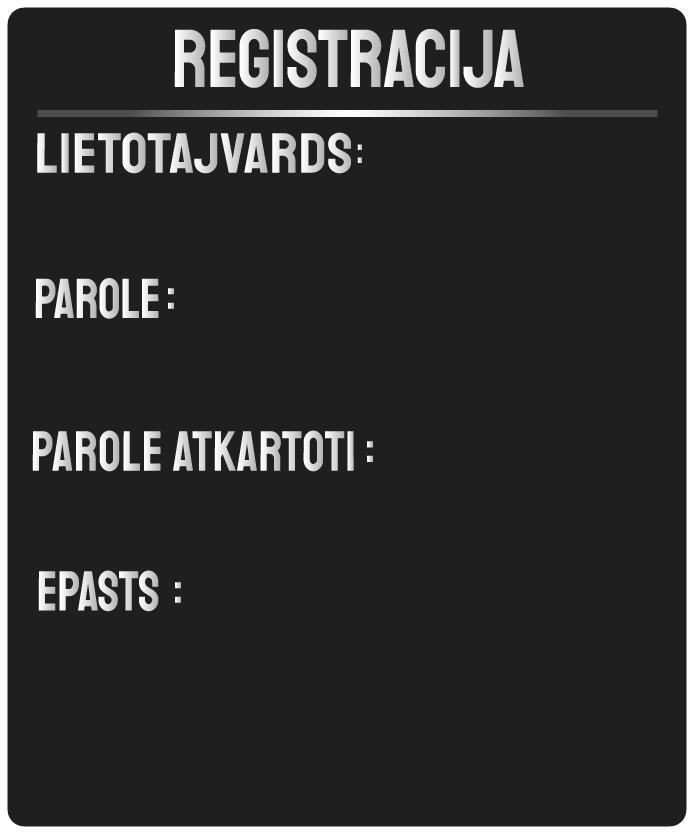 REGISTRACIJA
LIETOTAJVARDS:
PAROLE :
PAROLE ATKARTOTI :
EPASTS :